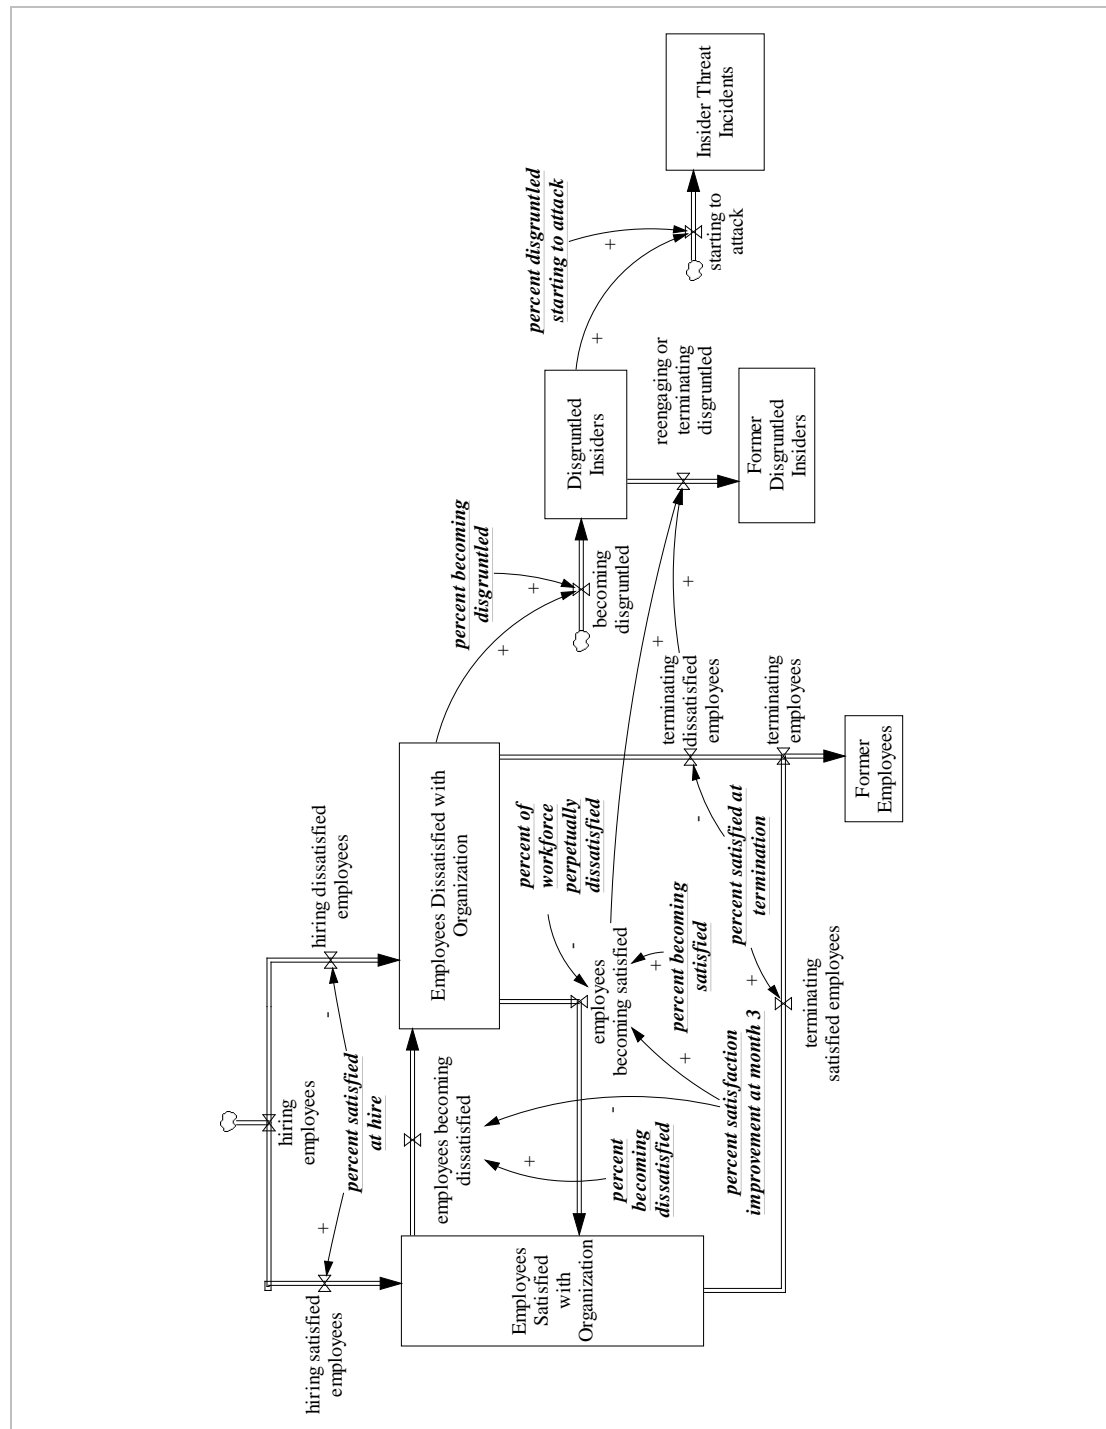 hiring satisfied
employees
+
percent satisfied
at hire
-
hiring
employees
hiring dissatisfied
employees
Employees
Satisfied
with
Organization
employees becoming
dissatisfied
Employees Dissatisfied with
Organization
+
percent
becoming
dissatisfied
-
percent satisfaction
improvement at month 3
+
employees
becoming satisfied
+
percent becoming
satisfied
-
percent of
workforce
perpetually
dissatisfied
terminating
satisfied employees
+
percent satisfied at
termination
-
terminating
dissatisfied
employees
terminating
employees
Former
Employees
+
+
percent becoming
disgruntled
+
+
becoming
disgruntled
Disgruntled
Insiders
reengaging or
terminating
disgruntled
Former
Disgruntled
Insiders
percent disgruntled
starting to attack
+
+
starting to
attack
Insider Threat
Incidents